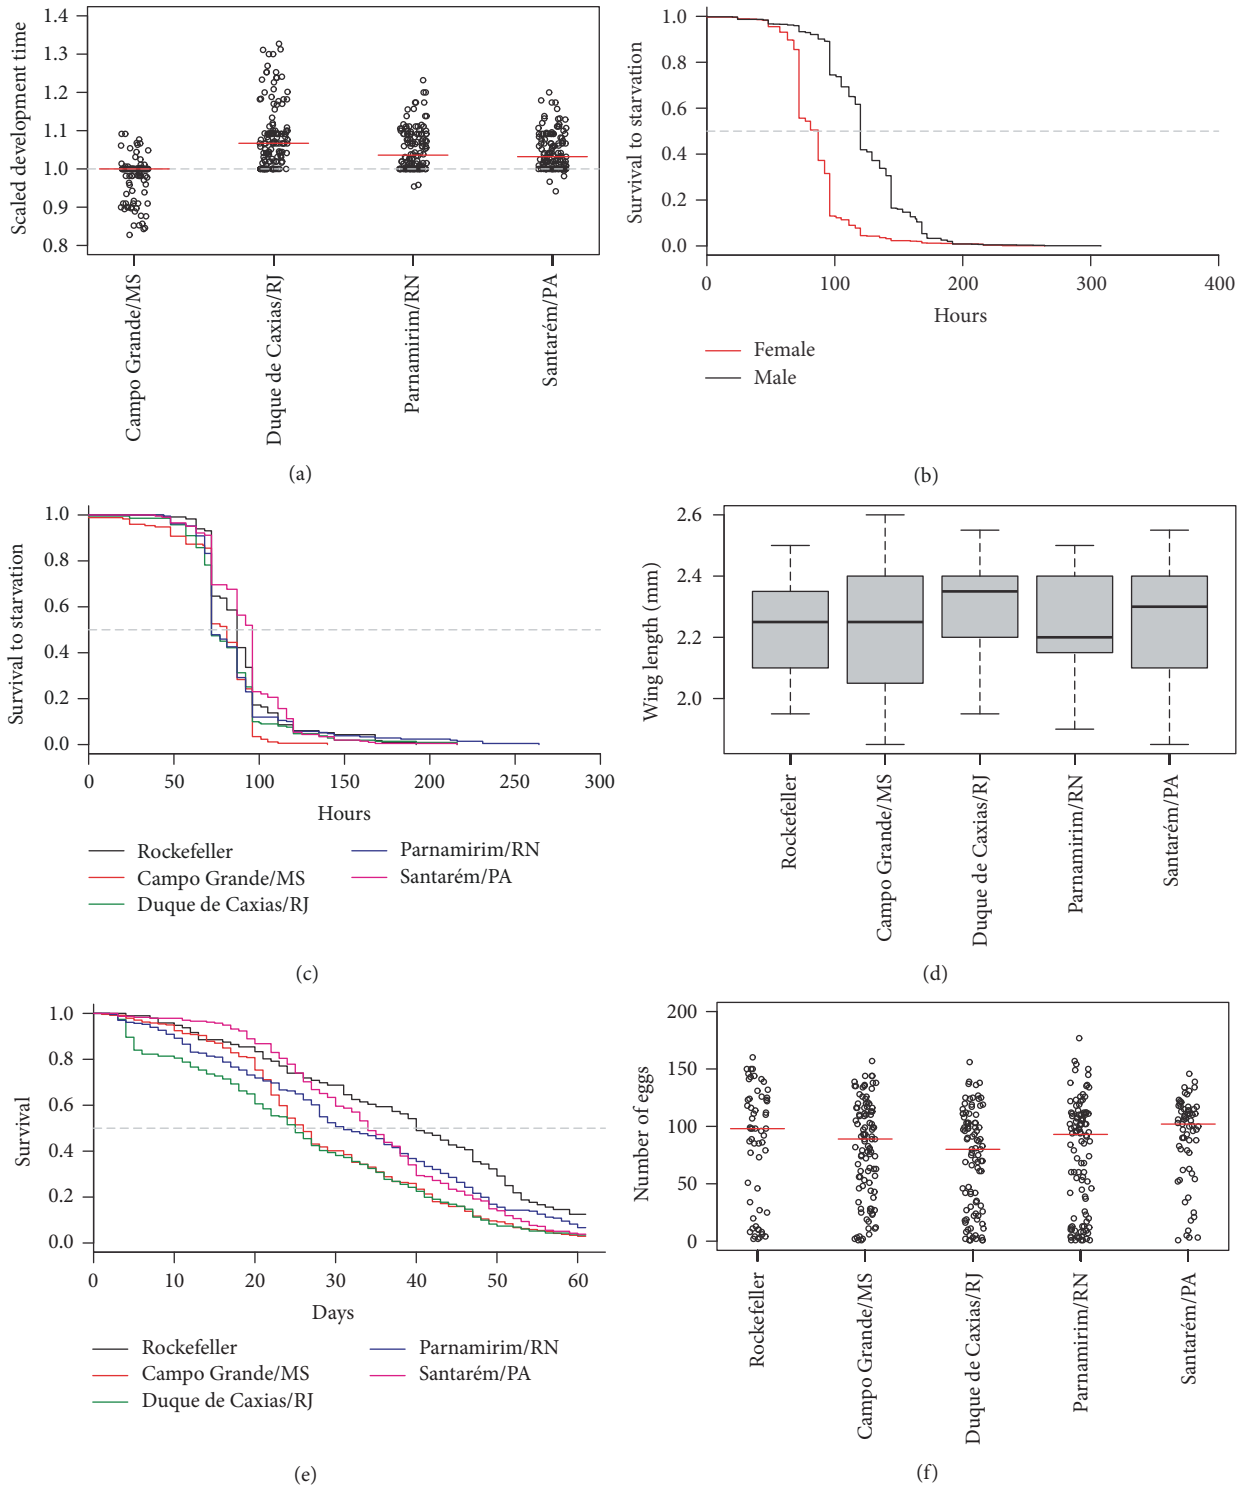 Scaled development time
1.4
1.3
1.2
1.1
1.0
0.9
0.8
Campo Grande/MS
Duque de Caxias/RJ
Parnamirim/RN
Santarém/PA
(a)
Survival to starvation
1.0
0.8
0.6
0.4
0.2
0.0
0 100 200 300 400
Hours
Female
Male
(b)
Survival to starvation
1.0
0.8
0.6
0.4
0.2
0.0
0 50 100 150 200 250 300
Hours
Rockefeller
Campo Grande/MS
Duque de Caxias/RJ
Parnamirim/RN
Santarém/PA
(c)
Wing length (mm)
2.6
2.4
2.2
2.0
Rockefeller
Campo Grande/MS
Duque de Caxias/RJ
Parnamirim/RN
Santarém/PA
(d)
Survival
1.0
0.8
0.6
0.4
0.2
0.0
0 10 20 30 40 50 60
Days
Rockefeller
Campo Grande/MS
Duque de Caxias/RJ
Parnamirim/RN
Santarém/PA
(e)
Number of eggs
200
150
100
50
0
Rockefeller
Campo Grande/MS
Duque de Caxias/RJ
Parnamirim/RN
Santarém/PA
(f)